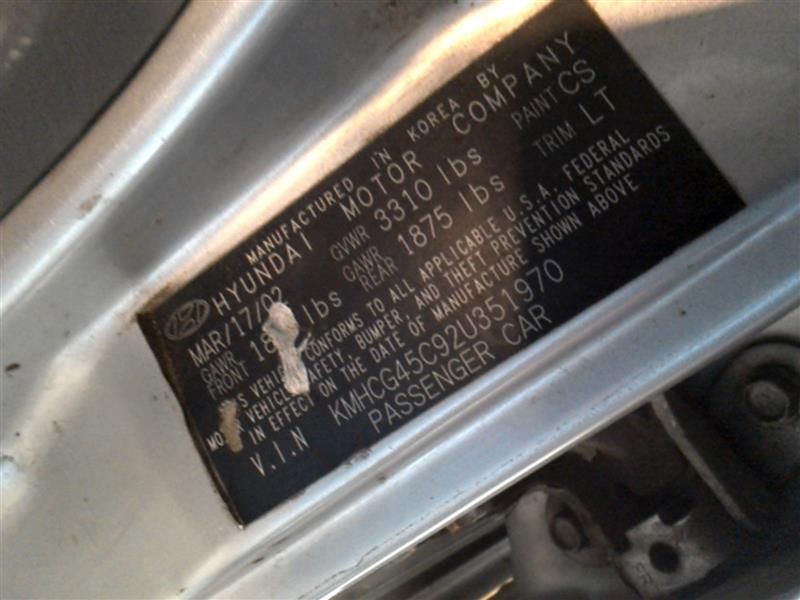 MANUFACTURED IN KOREA BY
HYUNDAI MOTOR COMPANY
MAR/17/02 GVWR 3310 lbs PAINT CS
GAWR FRONT lbs GAWR REAR 1875 lbs TRIM LT
VEHICLE CONFORMS TO ALL APPLICABLE U.S.A. FEDERAL
MOTOR VEHICLE SAFETY, BUMPER, AND THEFT PREVENTION STANDARDS
IN EFFECT ON THE DATE OF MANUFACTURE SHOWN ABOVE
V.I.N KMHCG45C92U351970
PASSENGER CAR